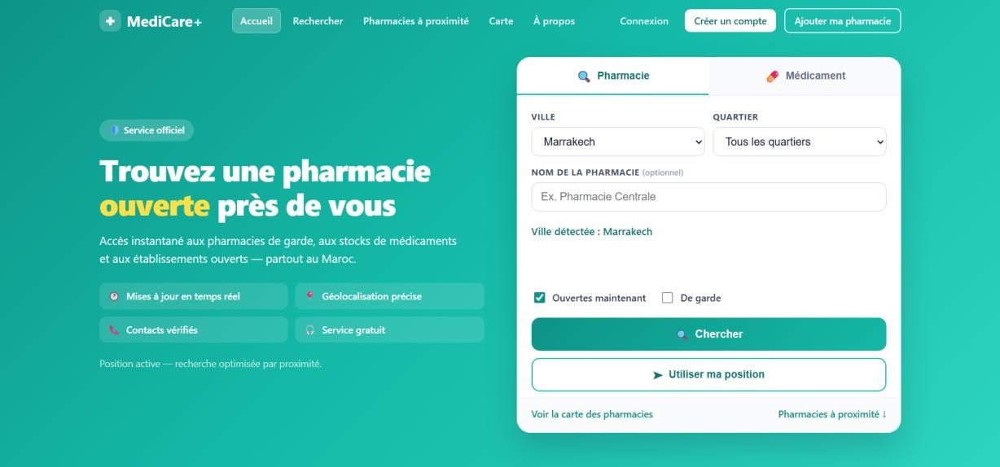 MediCare+
Accueil
Rechercher
Pharmacies à proximité
Carte
À propos
Connexion
Créer un compte
Ajouter ma pharmacie
Service officiel
Trouvez une pharmacie
ouverte près de vous
Accès instantané aux pharmacies de garde, aux stocks de médicaments
et aux établissements ouverts — partout au Maroc.
Mises à jour en temps réel
Géolocalisation précise
Contacts vérifiés
Service gratuit
Position active — recherche optimisée par proximité.
Pharmacie
Médicament
VILLE
QUARTIER
Marrakech
Tous les quartiers
NOM DE LA PHARMACIE (optionnel)
Ex. Pharmacie Centrale
Ville détectée : Marrakech
Ouvertes maintenant
De garde
Chercher
Utiliser ma position
Voir la carte des pharmacies
Pharmacies à proximité ↓